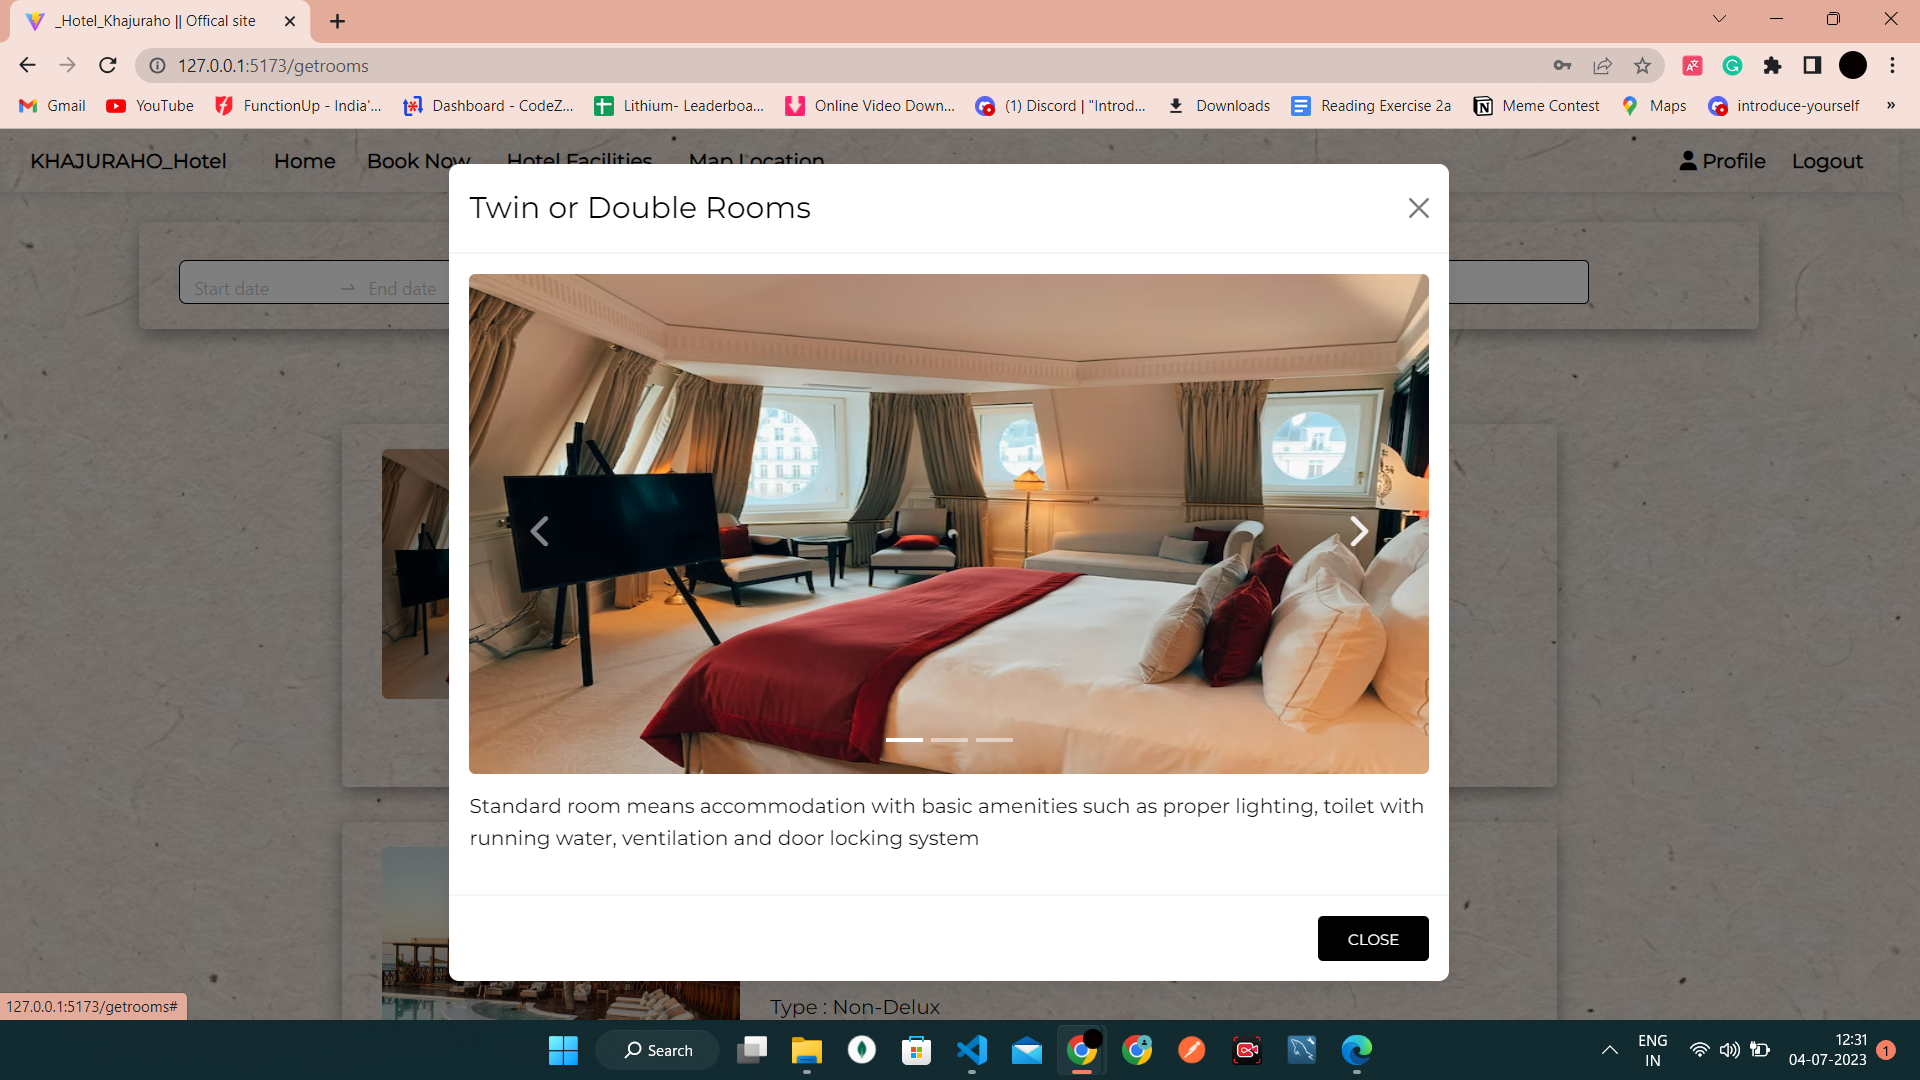 _Hotel_Khajuraho || Offical site
127.0.0.1:5173/getrooms
Gmail
YouTube
FunctionUp - India'...
Dashboard - CodeZ...
Lithium- Leaderboa...
Online Video Down...
(1) Discord | "Introd...
Downloads
Reading Exercise 2a
Meme Contest
Maps
introduce-yourself
»
KHAJURAHO_Hotel
Home
Book Now
Hotel Facilities
Map Location
Profile
Logout
Twin or Double Rooms
Start date
End date
Standard room means accommodation with basic amenities such as proper lighting, toilet with
running water, ventilation and door locking system
CLOSE
Type : Non-Delux
127.0.0.1:5173/getrooms#
Search
ENG
IN
12:31
04-07-2023
1